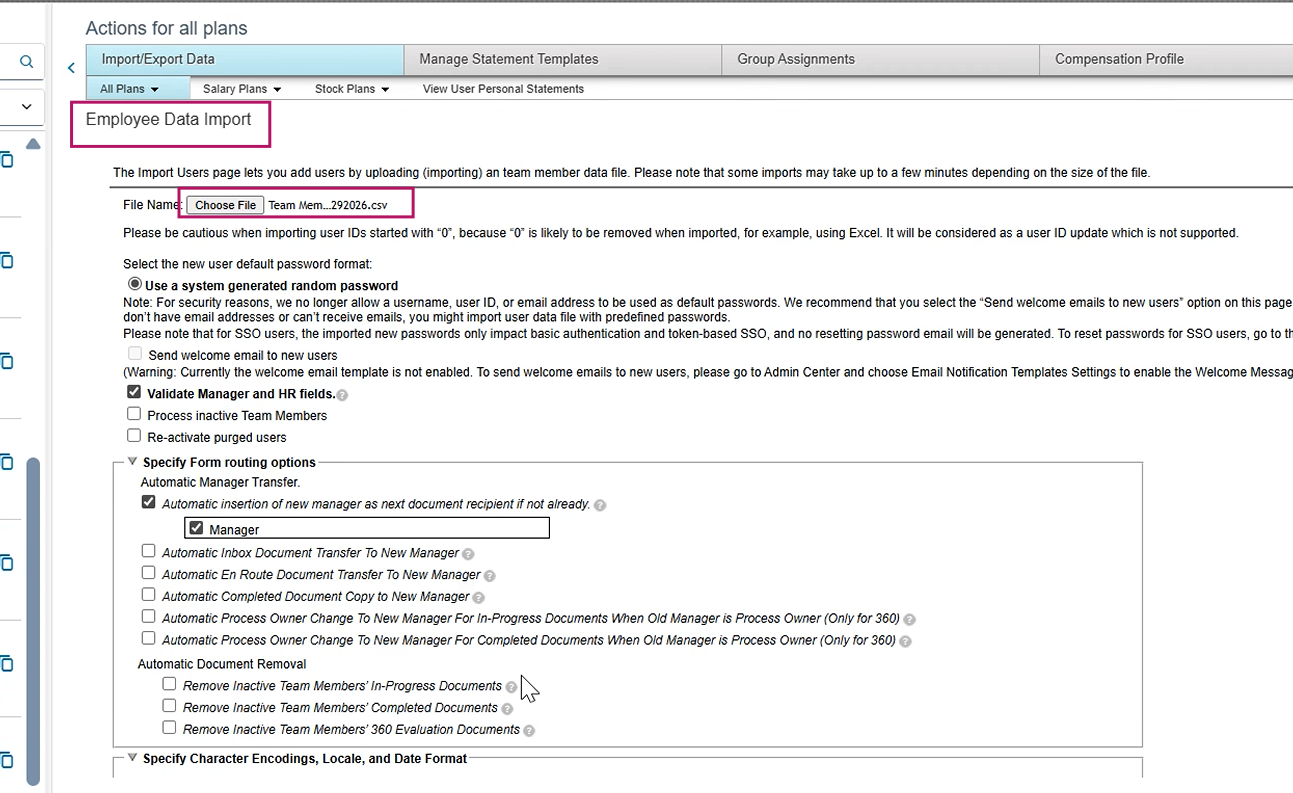 Actions for all plans
Import/Export Data
Manage Statement Templates
Group Assignments
Compensation Profile
All Plans
Salary Plans
Stock Plans
View User Personal Statements
Employee Data Import
The Import Users page lets you add users by uploading (importing) an team member data file. Please note that some imports may take up to a few minutes depending on the size of the file.
File Name: Choose File Team Mem...292026.csv
Please be cautious when importing user IDs started with “0”, because “0” is likely to be removed when imported, for example, using Excel. It will be considered as a user ID update which is not supported.
Select the new user default password format:
Use a system generated random password
Note: For security reasons, we no longer allow a username, user ID, or email address to be used as default passwords. We recommend that you select the “Send welcome emails to new users” option on this page
don’t have email addresses or can’t receive emails, you might import user data file with predefined passwords.
Please note that for SSO users, the imported new passwords only impact basic authentication and token-based SSO, and no resetting password email will be generated. To reset passwords for SSO users, go to th
Send welcome email to new users
(Warning: Currently the welcome email template is not enabled. To send welcome emails to new users, please go to Admin Center and choose Email Notification Templates Settings to enable the Welcome Messag
Validate Manager and HR fields.
Process inactive Team Members
Re-activate purged users
Specify Form routing options
Automatic Manager Transfer.
Automatic insertion of new manager as next document recipient if not already.
Manager
Automatic Inbox Document Transfer To New Manager
Automatic En Route Document Transfer To New Manager
Automatic Completed Document Copy to New Manager
Automatic Process Owner Change To New Manager For In-Progress Documents When Old Manager is Process Owner (Only for 360)
Automatic Process Owner Change To New Manager For Completed Documents When Old Manager is Process Owner (Only for 360)
Automatic Document Removal
Remove Inactive Team Members’ In-Progress Documents
Remove Inactive Team Members’ Completed Documents
Remove Inactive Team Members’ 360 Evaluation Documents
Specify Character Encodings, Locale, and Date Format